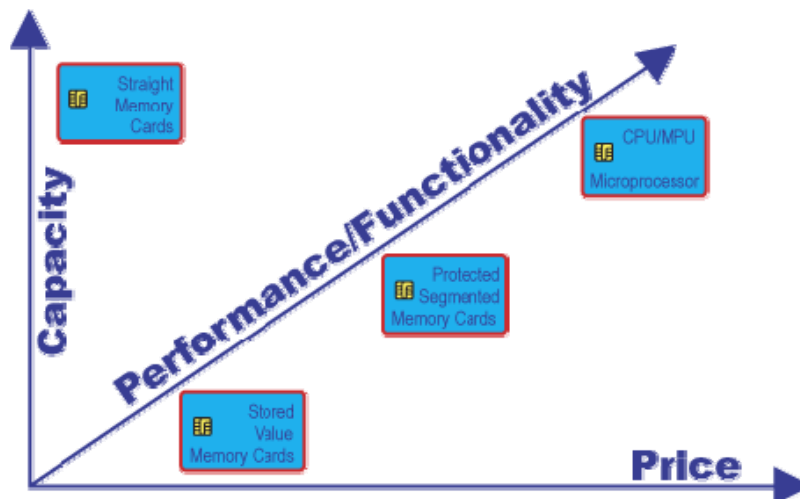 Straight
Memory
Cards
CPU/MPU
Microprocessor
Capacity
Performance/Functionality
Protected
Segmented
Memory Cards
Stored
Value
Memory Cards
Price